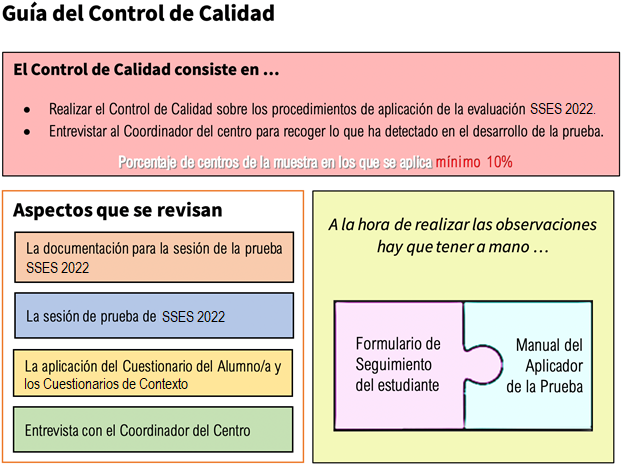 Guía del Control de Calidad
El Control de Calidad consiste en ...
• Realizar el Control de Calidad sobre los procedimientos de aplicación de la evaluación SSES 2022.
• Entrevistar al Coordinador del centro para recoger lo que ha detectado en el desarrollo de la prueba.
Porcentaje de centros de la muestra en los que se aplica mínimo 10%
Aspectos que se revisan
La documentación para la sesión de la prueba
SSES 2022
La sesión de prueba de SSES 2022
La aplicación del Cuestionario del Alumno/a y
los Cuestionarios de Contexto
Entrevista con el Coordinador del Centro
A la hora de realizar las observaciones
hay que tener a mano ...
Formulario de
Seguimiento
del estudiante
Manual del
Aplicador
de la Prueba